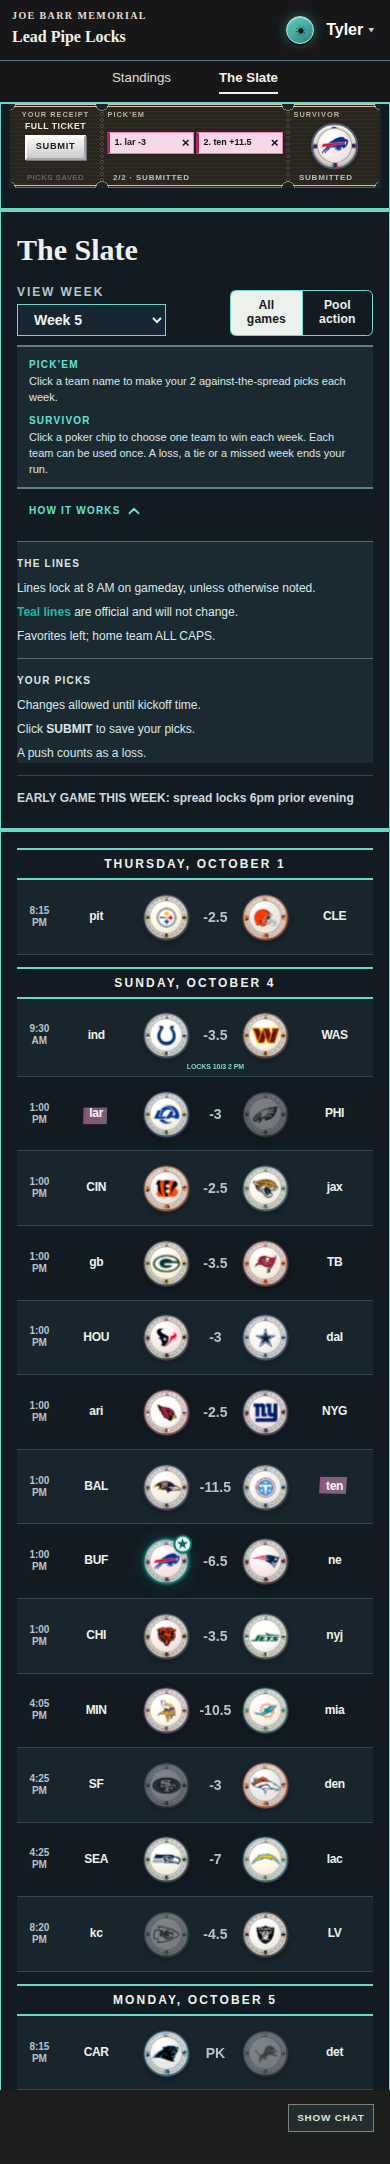 JOE BARR MEMORIAL
Lead Pipe Locks
Tyler
Standings
The Slate
YOUR RECEIPT
FULL TICKET
SUBMIT
PICKS SAVED
PICK'EM
1. lar -3 ×
2. ten +11.5 ×
2/2 · SUBMITTED
SURVIVOR
SUBMITTED
The Slate
VIEW WEEK
Week 5
All games
Pool action
PICK'EM
Click a team name to make your 2 against-the-spread picks each
week.
SURVIVOR
Click a poker chip to choose one team to win each week. Each
team can be used once. A loss, a tie or a missed week ends your
run.
HOW IT WORKS
THE LINES
Lines lock at 8 AM on gameday, unless otherwise noted.
Teal lines are official and will not change.
Favorites left; home team ALL CAPS.
YOUR PICKS
Changes allowed until kickoff time.
Click SUBMIT to save your picks.
A push counts as a loss.
EARLY GAME THIS WEEK: spread locks 6pm prior evening
THURSDAY, OCTOBER 1
8:15 PM pit -2.5 CLE
SUNDAY, OCTOBER 4
9:30 AM ind -3.5 WAS
LOCKS 10/3 2 PM
1:00 PM lar -3 PHI
1:00 PM CIN -2.5 jax
1:00 PM gb -3.5 TB
1:00 PM HOU -3 dal
1:00 PM ari -2.5 NYG
1:00 PM BAL -11.5 ten
1:00 PM BUF -6.5 ne
1:00 PM CHI -3.5 nyj
4:05 PM MIN -10.5 mia
4:25 PM SF -3 den
4:25 PM SEA -7 lac
8:20 PM kc -4.5 LV
MONDAY, OCTOBER 5
8:15 PM CAR PK det
SHOW CHAT